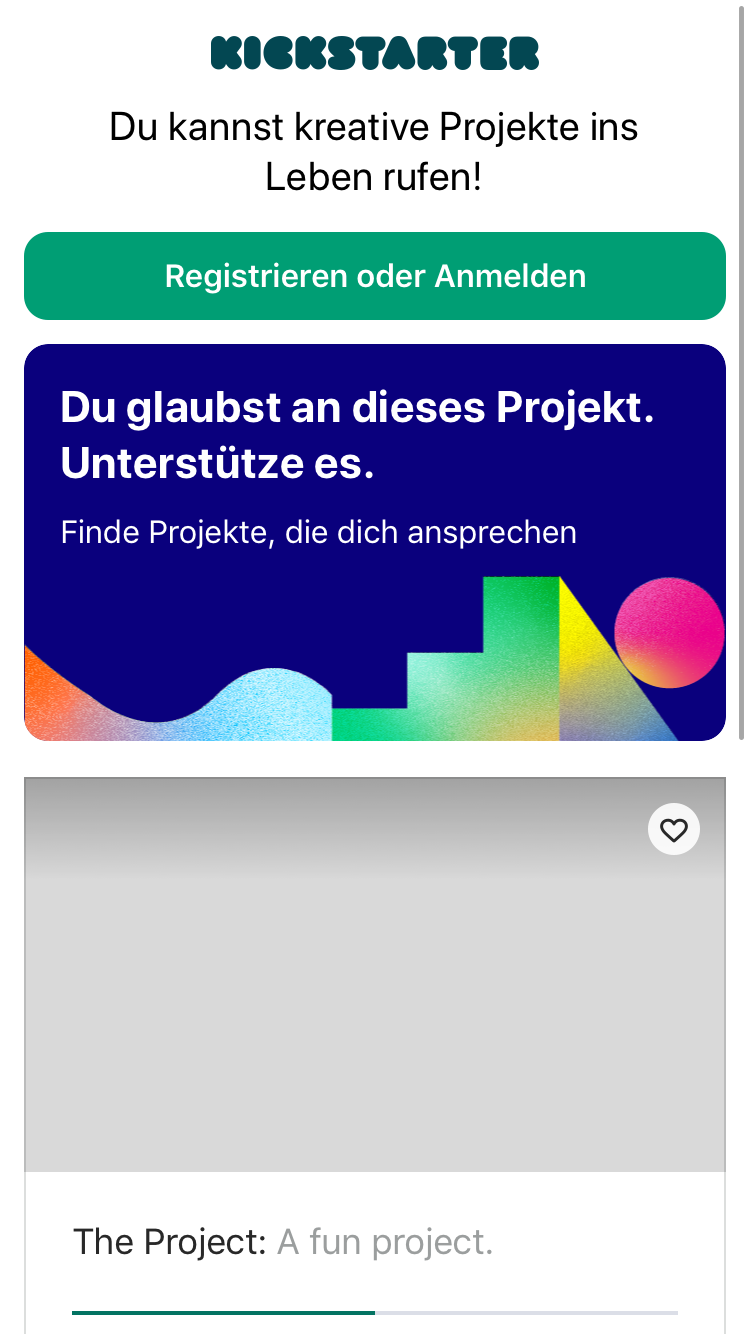 KICKSTARTER
Du kannst kreative Projekte ins
Leben rufen!
Registrieren oder Anmelden
Du glaubst an dieses Projekt.
Unterstütze es.
Finde Projekte, die dich ansprechen
The Project: A fun project.